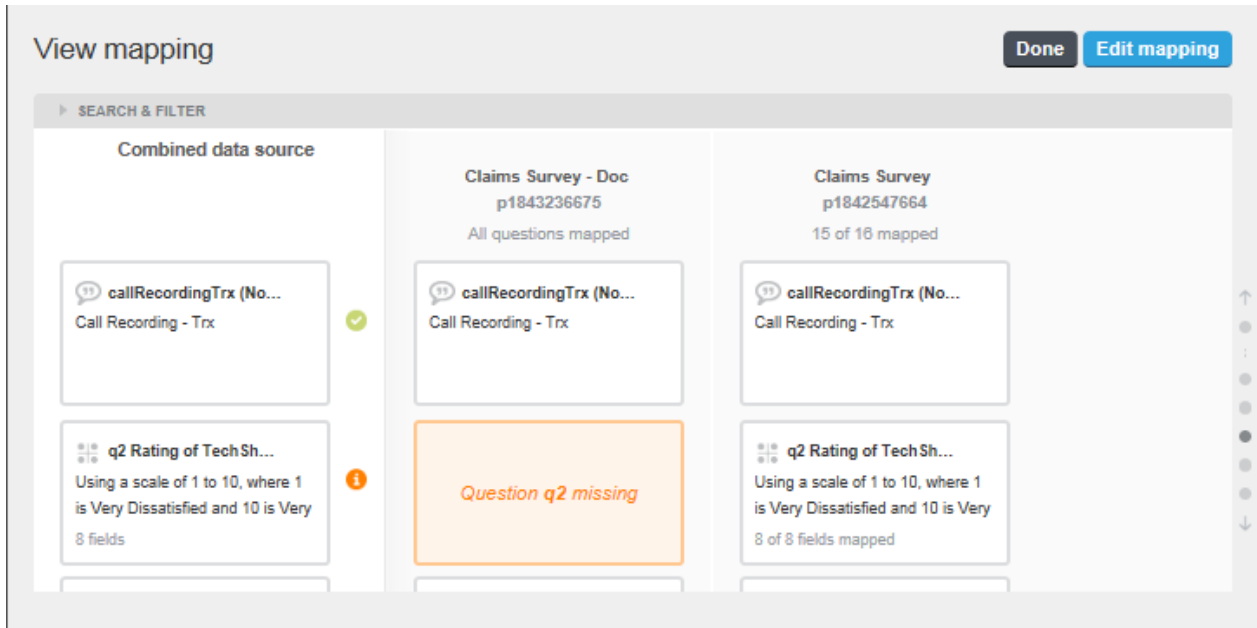 View mapping
Done
Edit mapping
SEARCH & FILTER
Combined data source
Claims Survey - Doc
p1843236675
All questions mapped
Claims Survey
p1842547664
15 of 16 mapped
callRecordingTrx (No...
Call Recording - Trx
callRecordingTrx (No...
Call Recording - Trx
callRecordingTrx (No...
Call Recording - Trx
q2 Rating of TechSh...
Using a scale of 1 to 10, where 1
is Very Dissatisfied and 10 is Very
8 fields
Question q2 missing
q2 Rating of TechSh...
Using a scale of 1 to 10, where 1
is Very Dissatisfied and 10 is Very
8 of 8 fields mapped